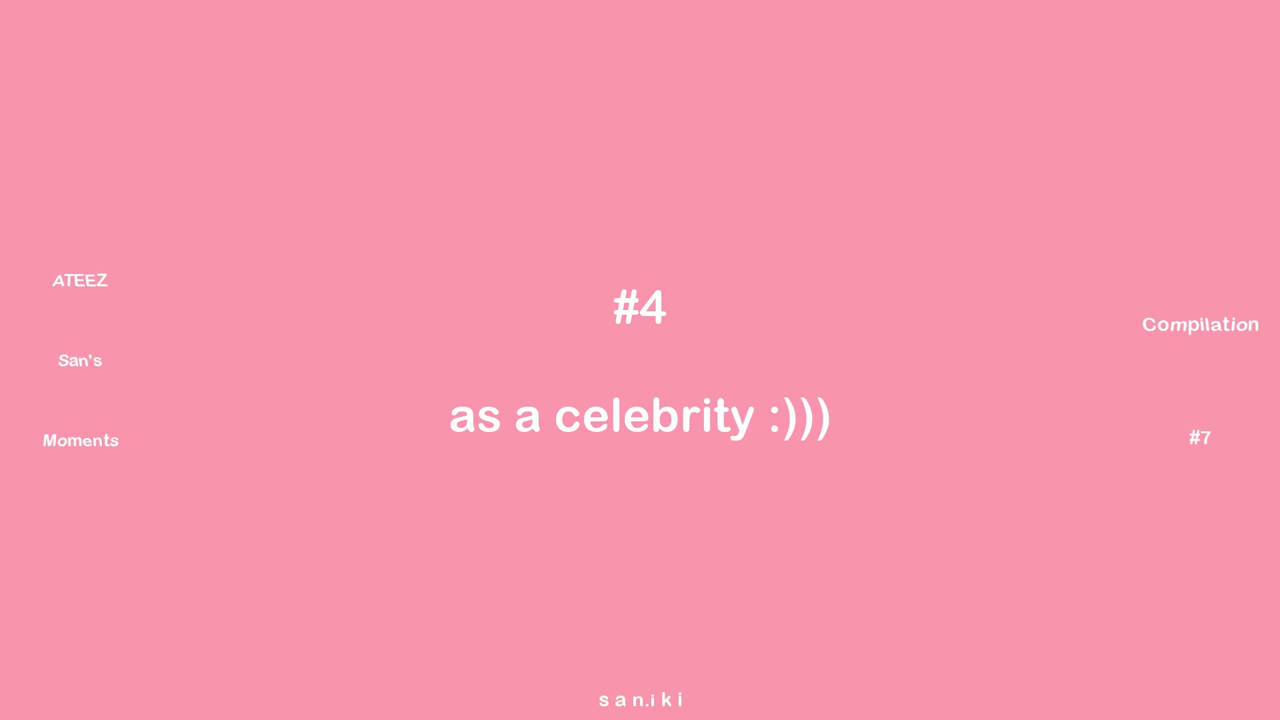 ATEEZ
San's
Moments
#4
as a celebrity :)))
Compilation
#7
s a n.i k i